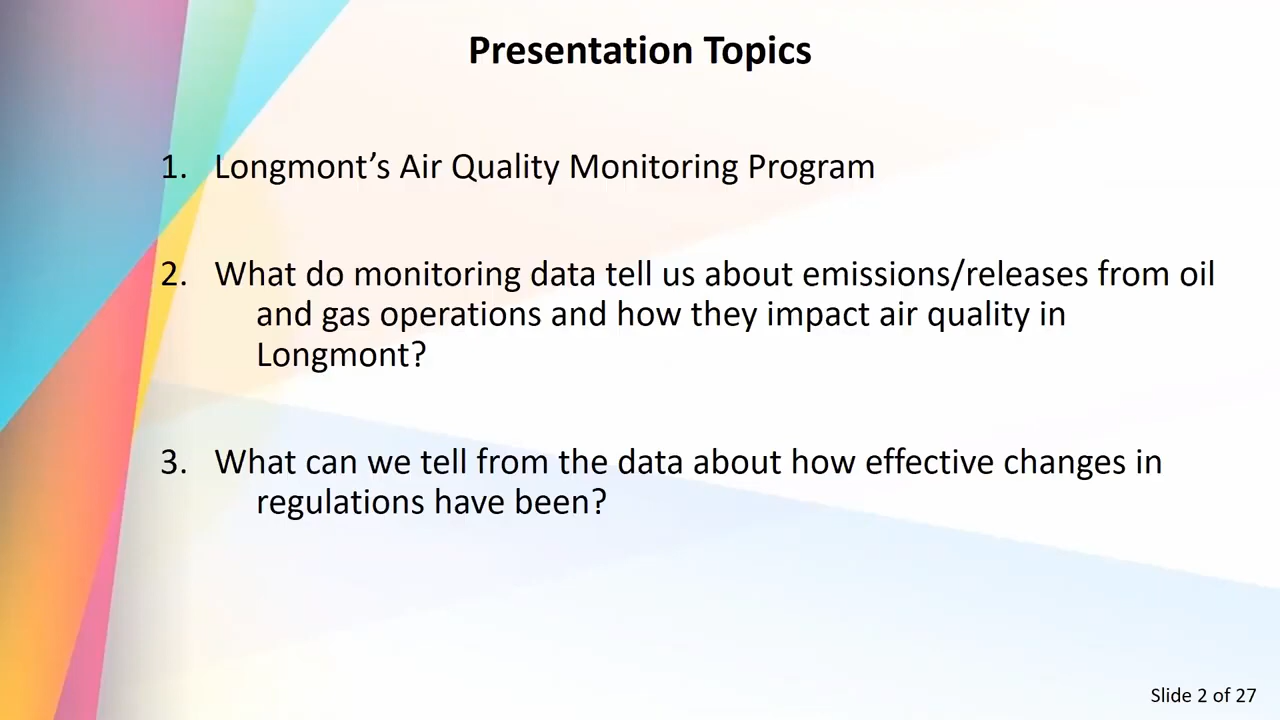 Presentation Topics
1. Longmont’s Air Quality Monitoring Program
2. What do monitoring data tell us about emissions/releases from oil
and gas operations and how they impact air quality in
Longmont?
3. What can we tell from the data about how effective changes in
regulations have been?
Slide 2 of 27